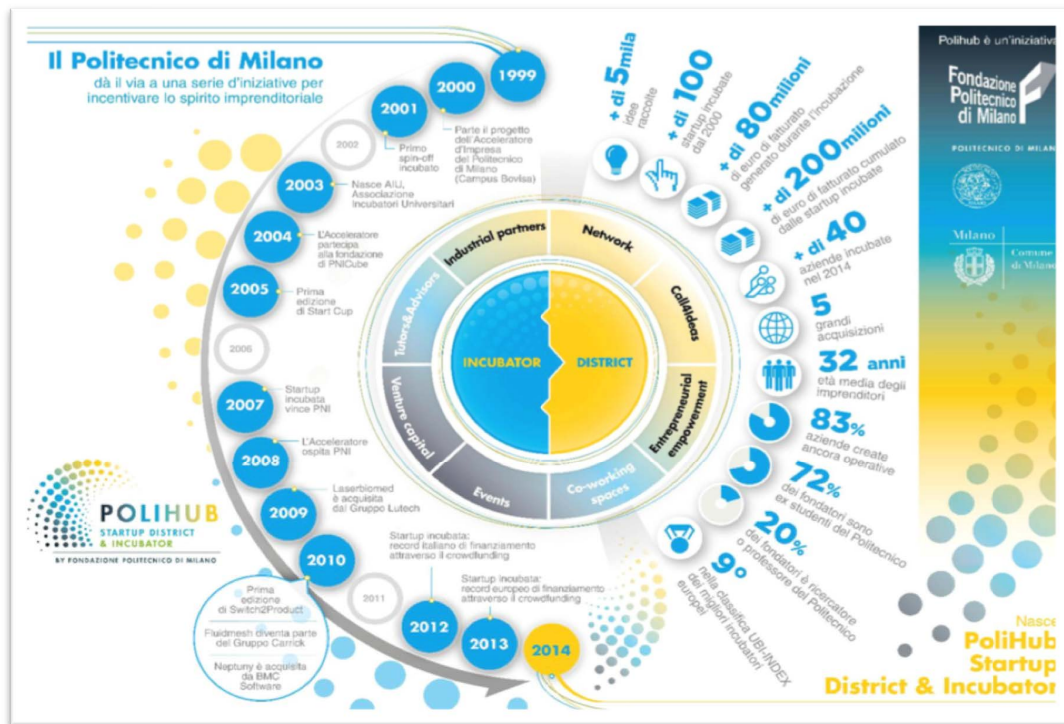 Il Politecnico di Milano
dà il via a una serie d'iniziative per
incentivare lo spirito imprenditoriale
1999
2000
Parte il progetto
dell'Acceleratore
d'Impresa
del Politecnico
di Milano
(Campus Bovisa)
2001
Primo
spin-off
incubato
2002
2003
Nasce AIIJ,
Associazione
Incubatori Universitari
2004
L'Acceleratore
partecipa
alla fondazione
di PNICube
2005
Prima
edizione
di Start Cup
2006
2007
Startup
incubata
vince PNI
2008
L'Acceleratore
ospita PNI
2009
Laserbiomed
è acquisita
dal Gruppo Lutech
2010
Prima
edizione
di Switch2Product
Fluidmesh diventa parte
del Gruppo Carrick
Neptuny è acquisita
da BMC
Software
2011
2012
Startup incubata:
record italiano di finanziamento
attraverso il crowdfunding
2013
Startup incubata:
record europeo di finanziamento
attraverso il crowdfunding
2014
Nasce
PoliHub
Startup
District & Incubator
POLIHUB
STARTUP DISTRICT
& INCUBATOR
BY FONDAZIONE POLITECNICO DI MILANO
INCUBATOR
DISTRICT
Industrial partners
Network
Call4Ideas
Entrepreneurial
empowerment
Co-working
spaces
Events
Venture capital
Tutors&Advisors
+ di 5mila
idee
raccolte
+ di 100
startup incubate
dal 2000
+ di 80milioni
di euro di fatturato
generato durante l'incubazione
+ di 200milioni
di euro di fatturato cumulato
dalle startup incubate
+ di 40
aziende incubate
nel 2014
5
grandi
acquisizioni
32 anni
età media degli
imprenditori
83%
aziende create
ancora operative
72%
dei fondatori sono
ex studenti del Politecnico
20%
dei fondatori è ricercatore
o professore del Politecnico
9°
nella classifica UBI-INDEX
dei migliori incubatori
europei
Polihub è un'iniziativa
Fondazione
Politecnico
di Milano
POLITECNICO DI MILANO
Milano
Comune
di Milano